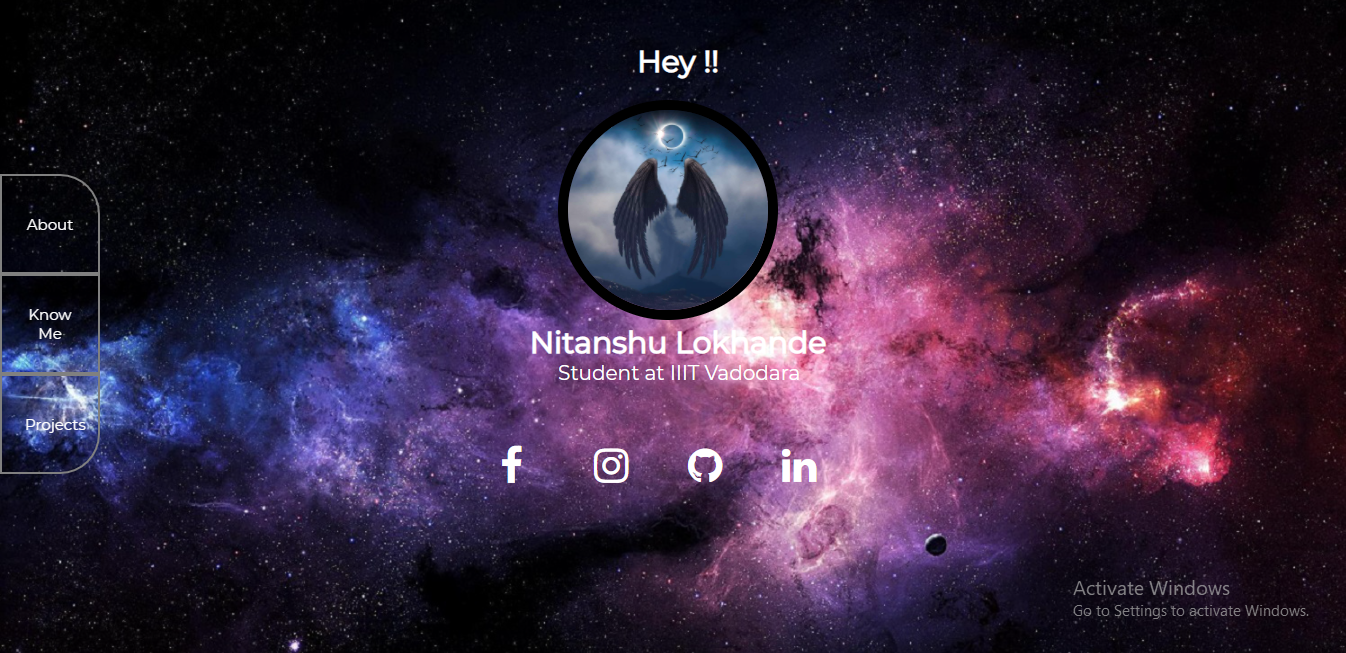 Hey !!
About
Know
Me
Projects
Nitanshu Lokhande
Student at IIIT Vadodara
Activate Windows
Go to Settings to activate Windows.